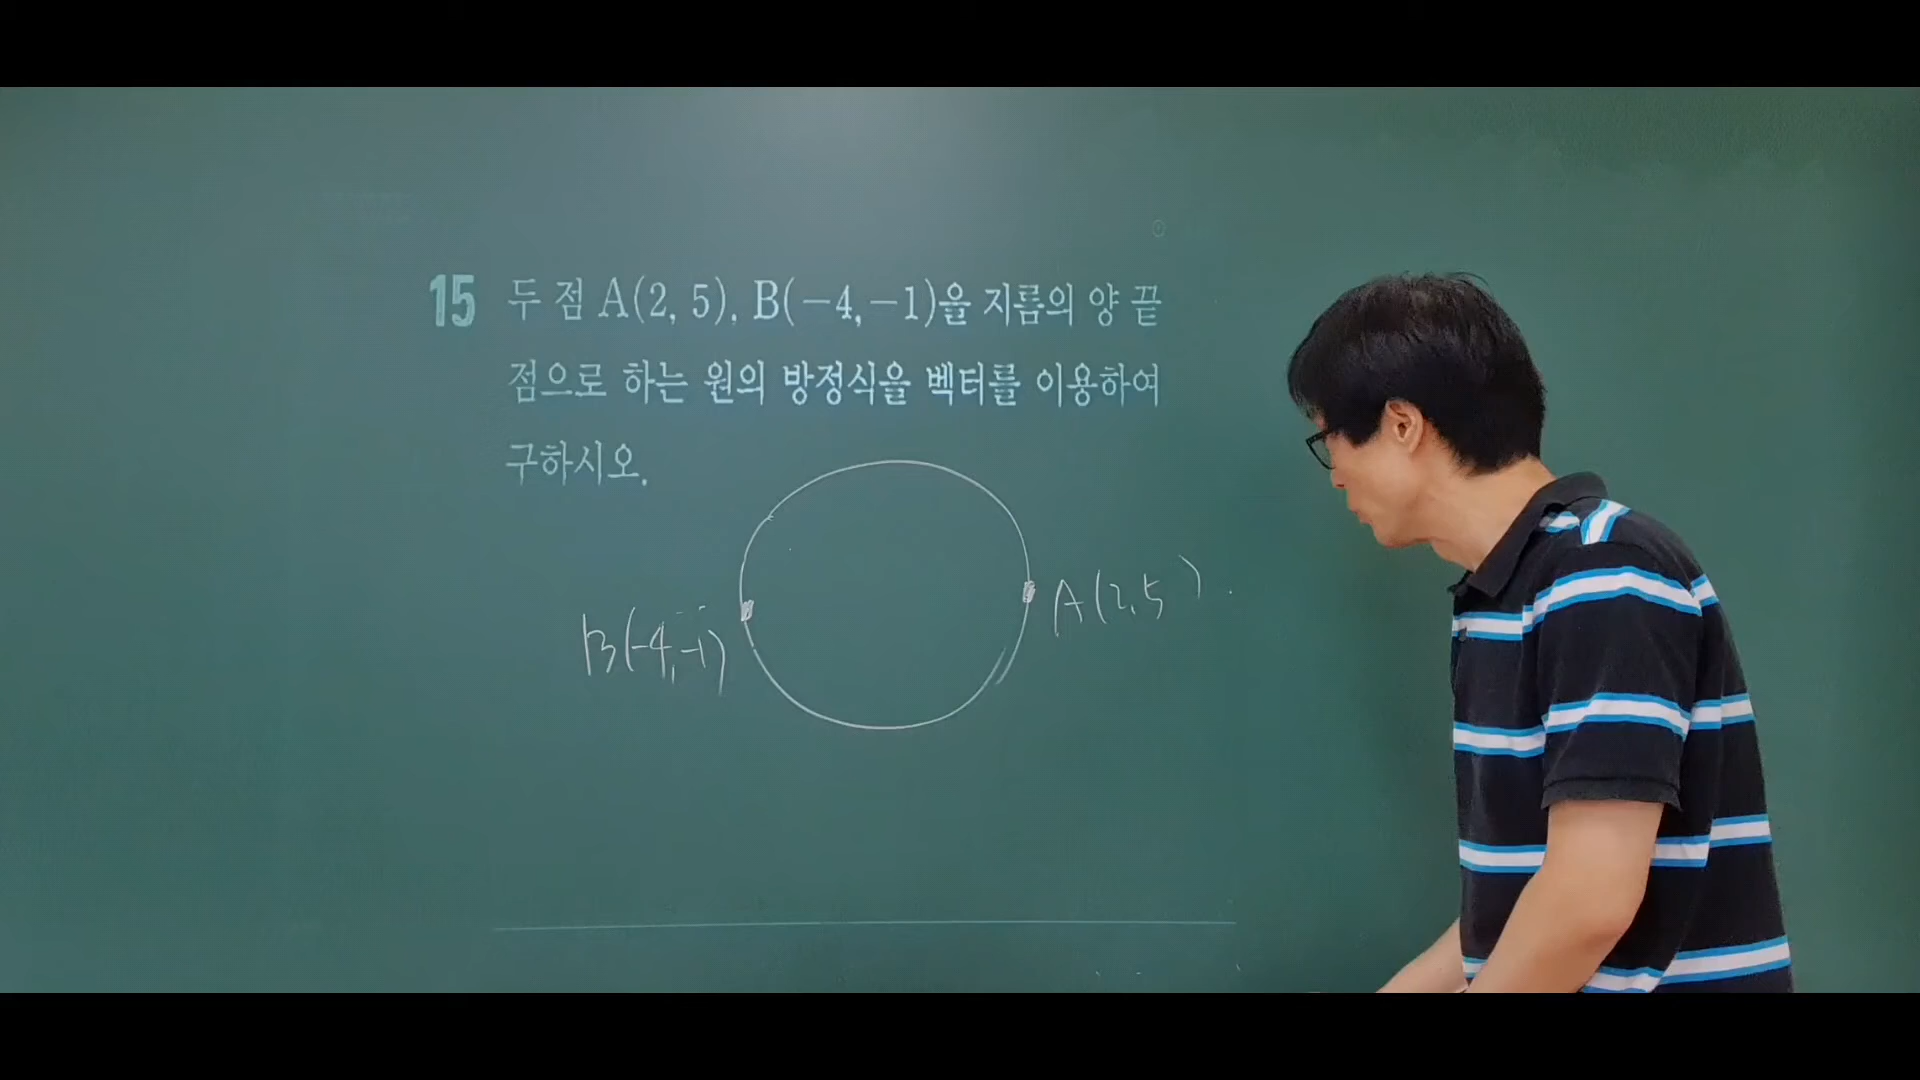 15 두 점 A(2, 5), B(−4, −1)을 지름의 양 끝
점으로 하는 원의 방정식을 벡터를 이용하여
구하시오.
A(2,5)
B(-4,-1)